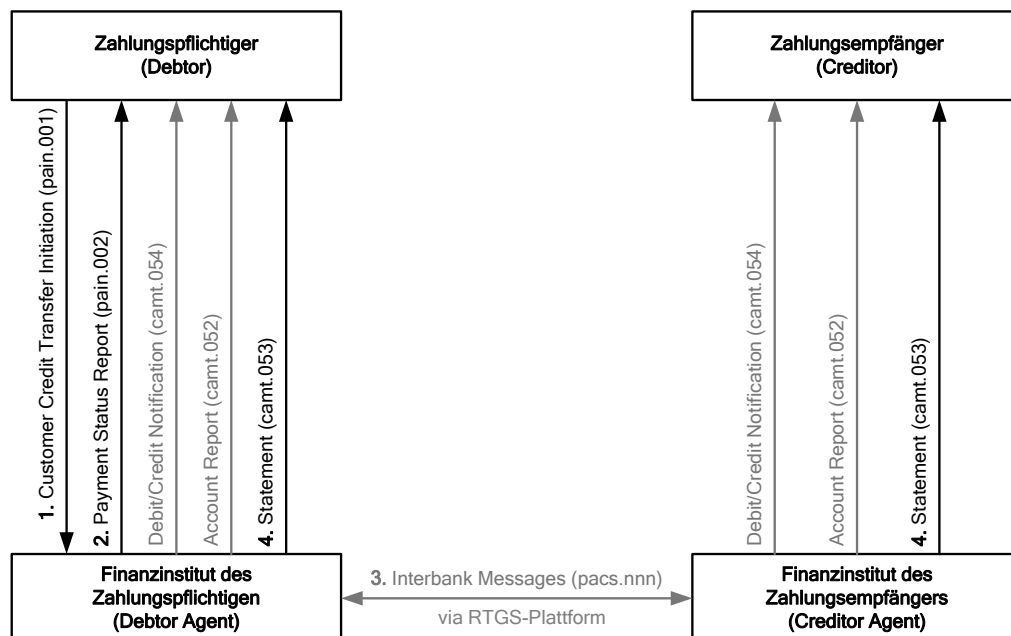 Zahlungspflichtiger
(Debtor)
Zahlungsempfänger
(Creditor)
1. Customer Credit Transfer Initiation (pain.001)
2. Payment Status Report (pain.002)
Debit/Credit Notification (camt.054)
Account Report (camt.052)
4. Statement (camt.053)
Debit/Credit Notification (camt.054)
Account Report (camt.052)
4. Statement (camt.053)
Finanzinstitut des
Zahlungspflichtigen
(Debtor Agent)
3. Interbank Messages (pacs.nnn)
via RTGS-Plattform
Finanzinstitut des
Zahlungsempfängers
(Creditor Agent)